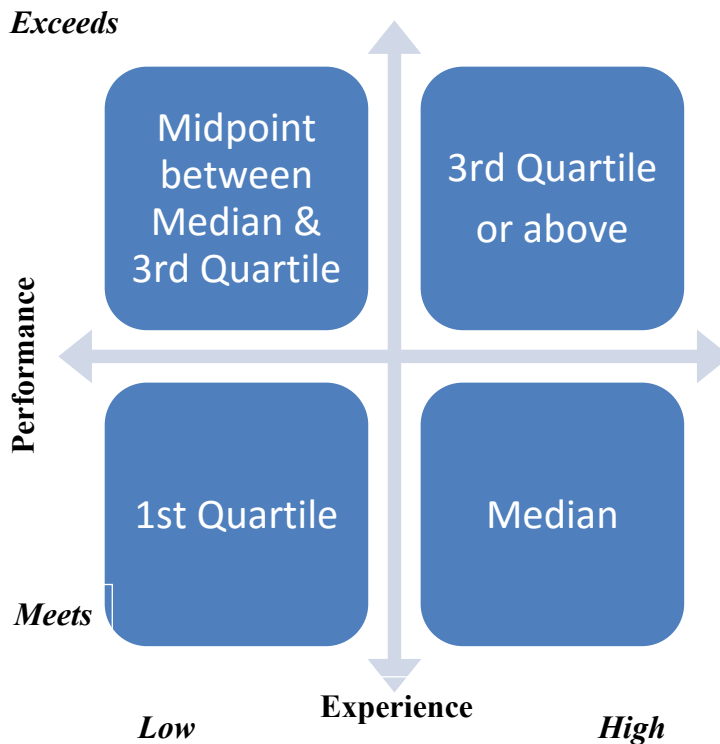 Exceeds
Midpoint
between
Median &
3rd Quartile
3rd Quartile
or above
Performance
1st Quartile
Median
Meets
Experience
Low
High